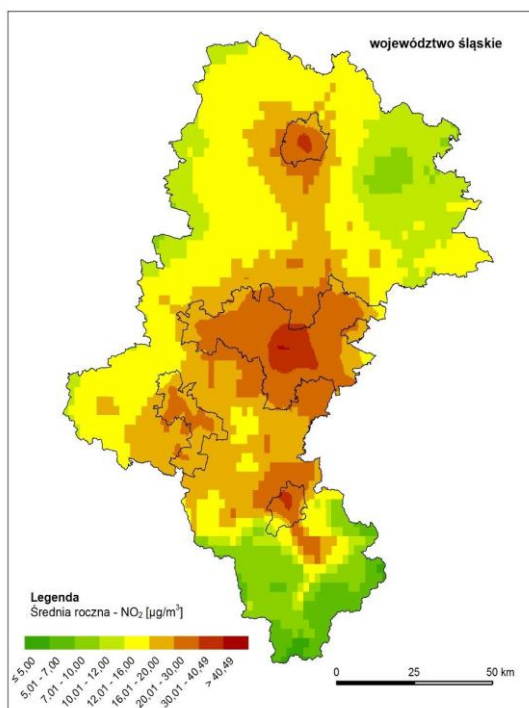 województwo śląskie
Legenda
Średnia roczna - NO₂ [µg/m³]
≤ 5,00
5,01 - 7,00
7,01 - 10,00
10,01 - 12,00
12,01 - 16,00
16,01 - 20,00
20,01 - 30,00
30,01 - 40,49
> 40,49
0 25 50 km